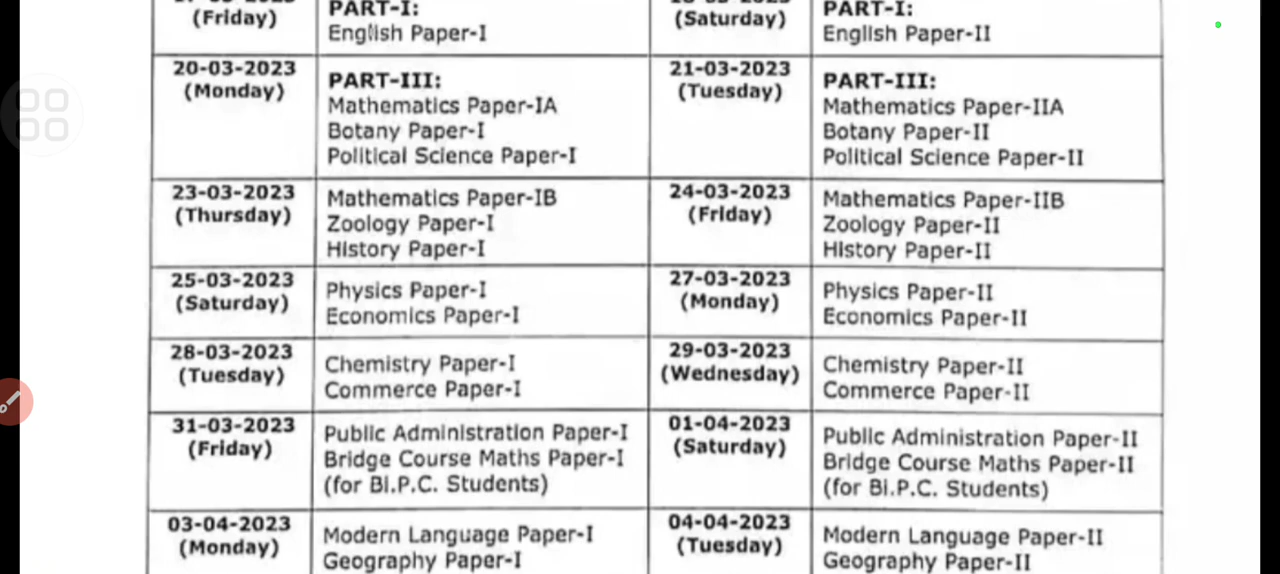 (Friday)
PART-I:
English Paper-I
(Saturday)
PART-I:
English Paper-II
20-03-2023
(Monday)
PART-III:
Mathematics Paper-IA
Botany Paper-I
Political Science Paper-I
21-03-2023
(Tuesday)
PART-III:
Mathematics Paper-IIA
Botany Paper-II
Political Science Paper-II
23-03-2023
(Thursday)
Mathematics Paper-IB
Zoology Paper-I
History Paper-I
24-03-2023
(Friday)
Mathematics Paper-IIB
Zoology Paper-II
History Paper-II
25-03-2023
(Saturday)
Physics Paper-I
Economics Paper-I
27-03-2023
(Monday)
Physics Paper-II
Economics Paper-II
28-03-2023
(Tuesday)
Chemistry Paper-I
Commerce Paper-I
29-03-2023
(Wednesday)
Chemistry Paper-II
Commerce Paper-II
31-03-2023
(Friday)
Public Administration Paper-I
Bridge Course Maths Paper-I
(for Bi.P.C. Students)
01-04-2023
(Saturday)
Public Administration Paper-II
Bridge Course Maths Paper-II
(for Bi.P.C. Students)
03-04-2023
(Monday)
Modern Language Paper-I
Geography Paper-I
04-04-2023
(Tuesday)
Modern Language Paper-II
Geography Paper-II